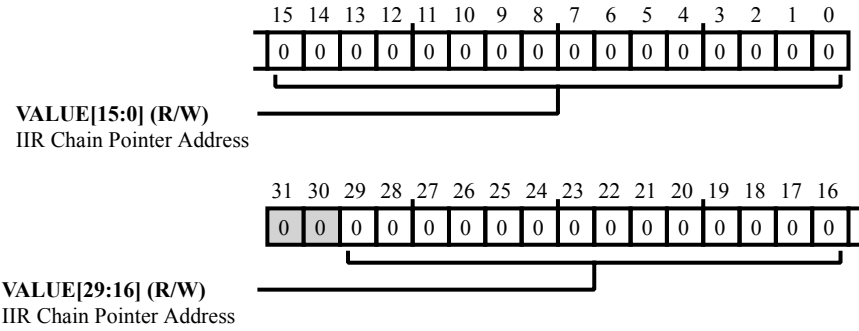 15 14 13 12 11 10 9 8 7 6 5 4 3 2 1 0
0 0 0 0 0 0 0 0 0 0 0 0 0 0 0 0
VALUE[15:0] (R/W)
IIR Chain Pointer Address
31 30 29 28 27 26 25 24 23 22 21 20 19 18 17 16
0 0 0 0 0 0 0 0 0 0 0 0 0 0 0 0
VALUE[29:16] (R/W)
IIR Chain Pointer Address